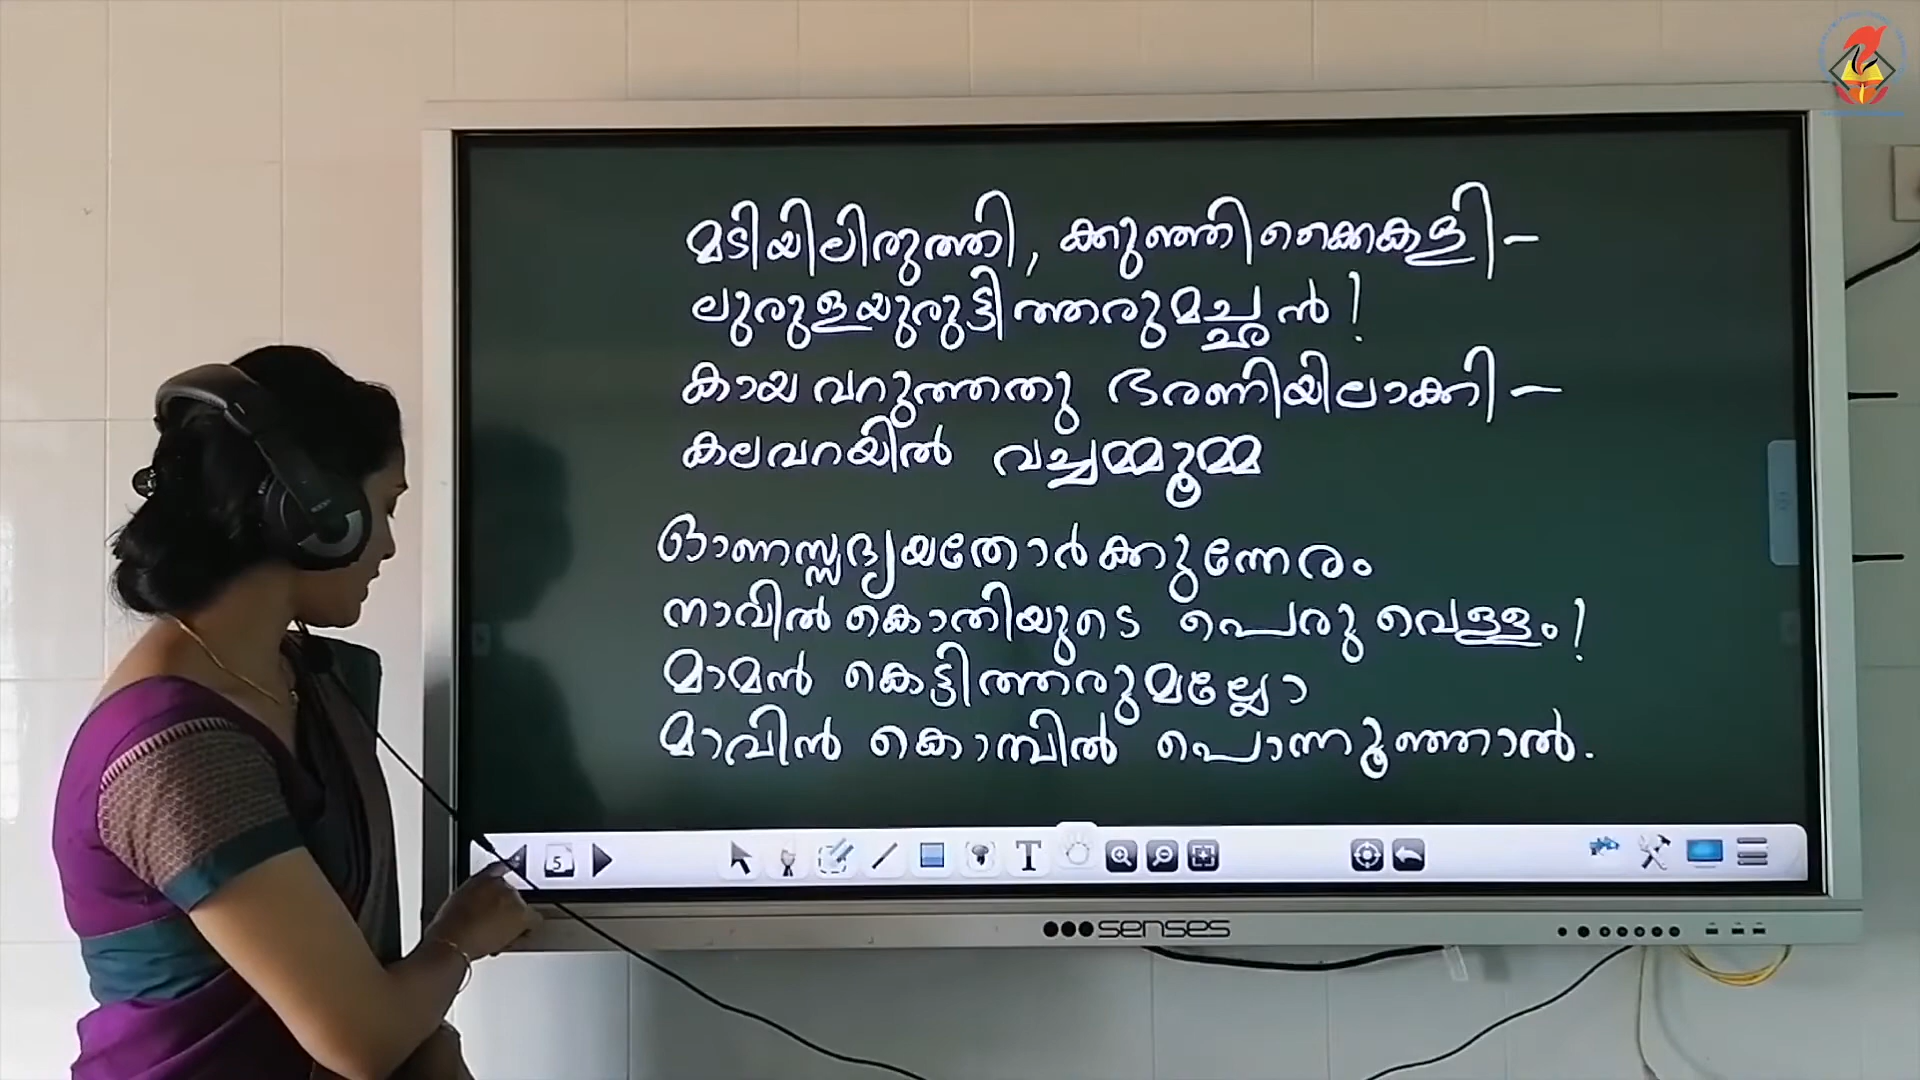 മടിയിലിരുത്തി, ക്കുഞ്ഞിക്കൈകളി-
ലുരുളയുരുട്ടിത്തരുമച്ഛൻ!
കായ വറുത്തതു ഭരണിയിലാക്കി-
കലവറയിൽ വച്ചമ്മൂമ്മ
ഓണസ്സദ്യയതോർക്കുന്നേരം
നാവിൽ കൊതിയുടെ പെരുവെള്ളം!
മാമൻ കെട്ടിത്തരുമല്ലോ
മാവിൻ കൊമ്പിൽ പൊന്നൂഞ്ഞാൽ.
5 T
senses